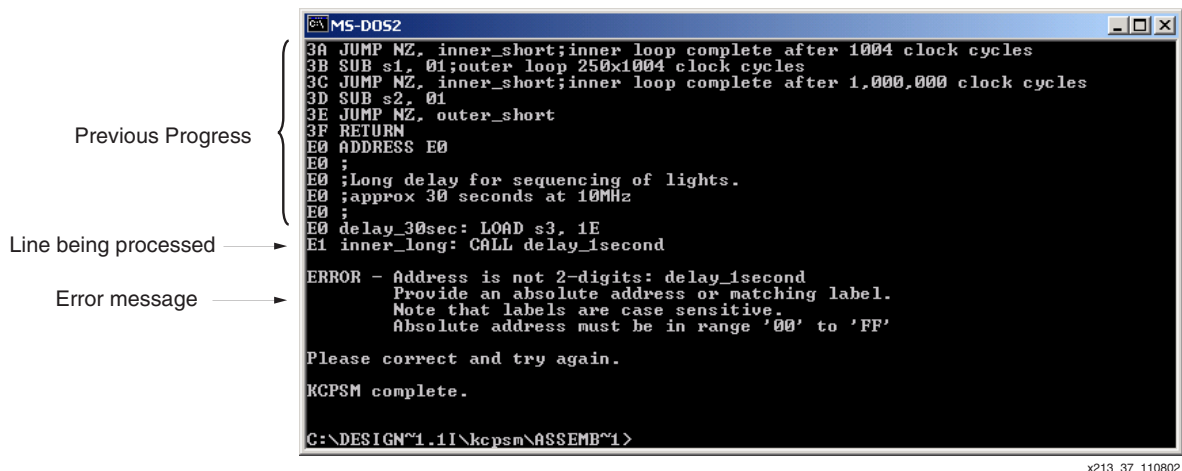 MS-DOS2
3A JUMP NZ, inner_short;inner loop complete after 1004 clock cycles
3B SUB s1, 01;outer loop 250x1004 clock cycles
3C JUMP NZ, inner_short;inner loop complete after 1,000,000 clock cycles
3D SUB s2, 01
3E JUMP NZ, outer_short
3F RETURN
E0 ADDRESS E0
E0 ;
E0 ;Long delay for sequencing of lights.
E0 ;approx 30 seconds at 10MHz
E0 ;
E0 delay_30sec: LOAD s3, 1E
E1 inner_long: CALL delay_1second
ERROR - Address is not 2-digits: delay_1second
Provide an absolute address or matching label.
Note that labels are case sensitive.
Absolute address must be in range '00' to 'FF'
Please correct and try again.
KCPSM complete.
C:\DESIGN~1.1I\kcpsm\ASSEMB~1>
Previous Progress
Line being processed
Error message
x213_37_110802